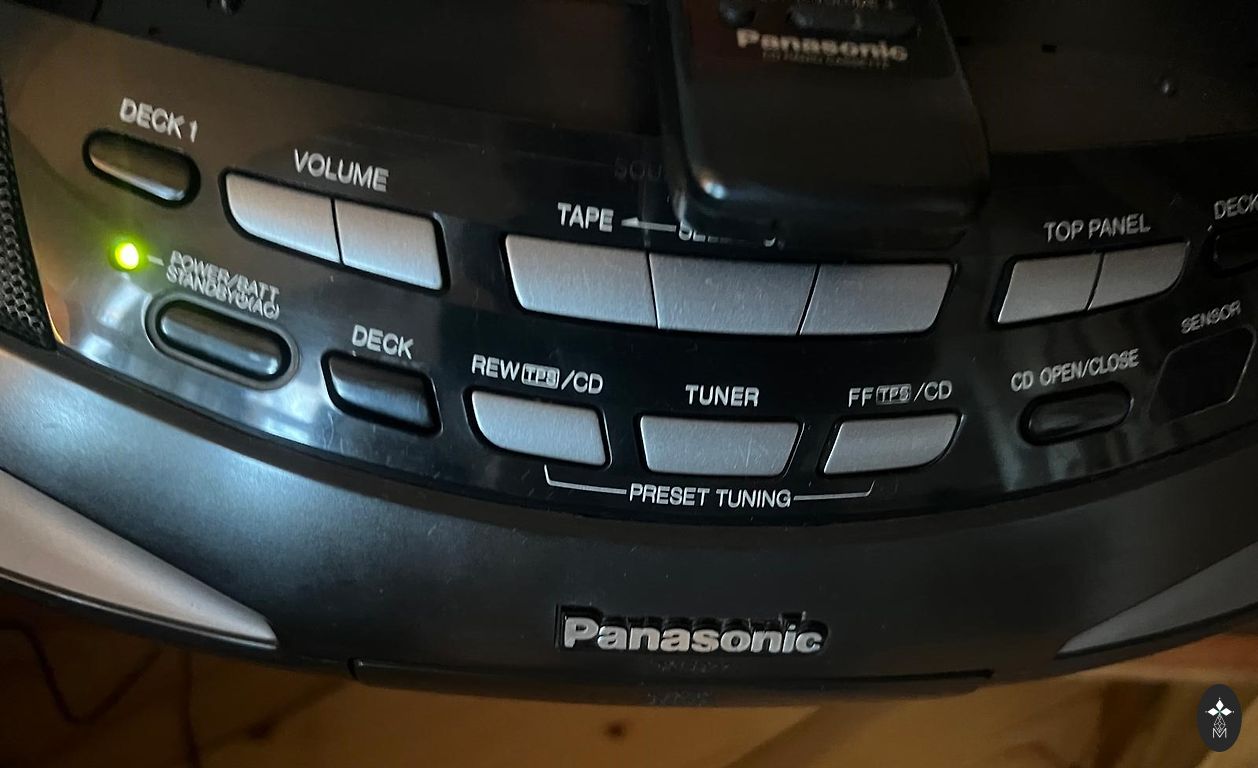 Panasonic
DECK 1
VOLUME
TAPE
TOP PANEL
DECK
POWER/BATT
STANDBY
SENSOR
DECK
REW TPS /CD
TUNER
FF TPS /CD
CD OPEN/CLOSE
PRESET TUNING
Panasonic
M